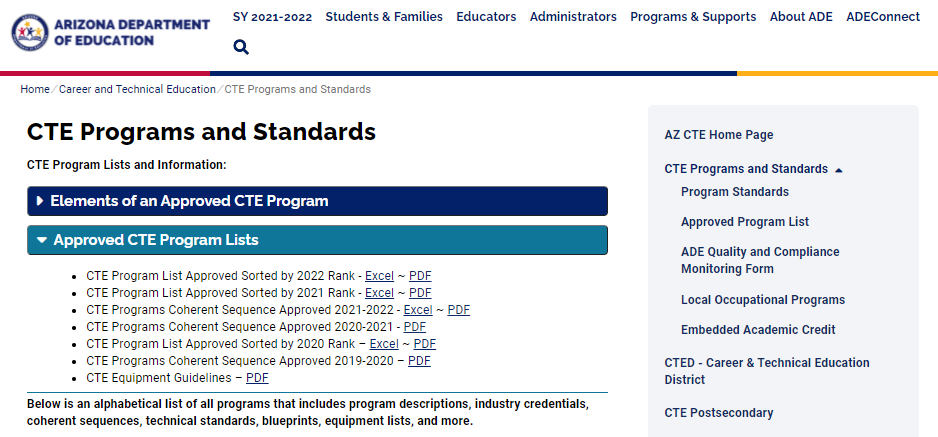 ARIZONA DEPARTMENT
OF EDUCATION
SY 2021-2022 Students & Families Educators Administrators Programs & Supports About ADE ADEConnect
Home / Career and Technical Education / CTE Programs and Standards
CTE Programs and Standards
CTE Program Lists and Information:
Elements of an Approved CTE Program
Approved CTE Program Lists
• CTE Program List Approved Sorted by 2022 Rank - Excel ~ PDF
• CTE Program List Approved Sorted by 2021 Rank - Excel ~ PDF
• CTE Programs Coherent Sequence Approved 2021-2022 - Excel ~ PDF
• CTE Programs Coherent Sequence Approved 2020-2021 - PDF
• CTE Program List Approved Sorted by 2020 Rank – Excel ~ PDF
• CTE Programs Coherent Sequence Approved 2019-2020 – PDF
• CTE Equipment Guidelines – PDF
Below is an alphabetical list of all programs that includes program descriptions, industry credentials,
coherent sequences, technical standards, blueprints, equipment lists, and more.
AZ CTE Home Page
CTE Programs and Standards
Program Standards
Approved Program List
ADE Quality and Compliance
Monitoring Form
Local Occupational Programs
Embedded Academic Credit
CTED - Career & Technical Education
District
CTE Postsecondary